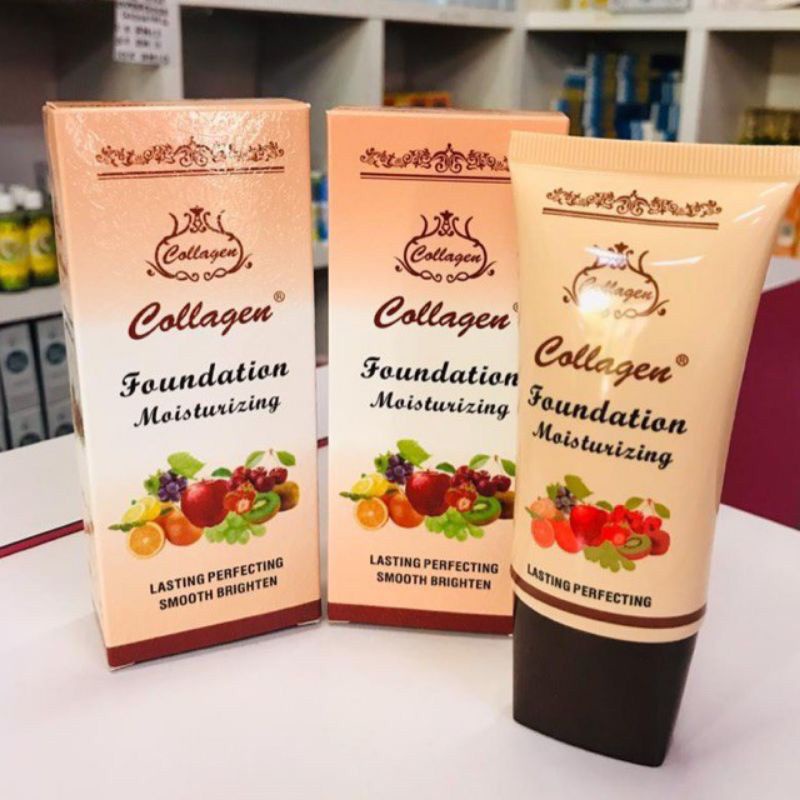 Collagen
Collagen®
Foundation
Moisturizing
LASTING PERFECTING
SMOOTH BRIGHTEN
Collagen
Collagen®
Foundation
Moisturizing
LASTING PERFECTING
SMOOTH BRIGHTEN
Collagen
Collagen®
Foundation
Moisturizing
LASTING PERFECTING